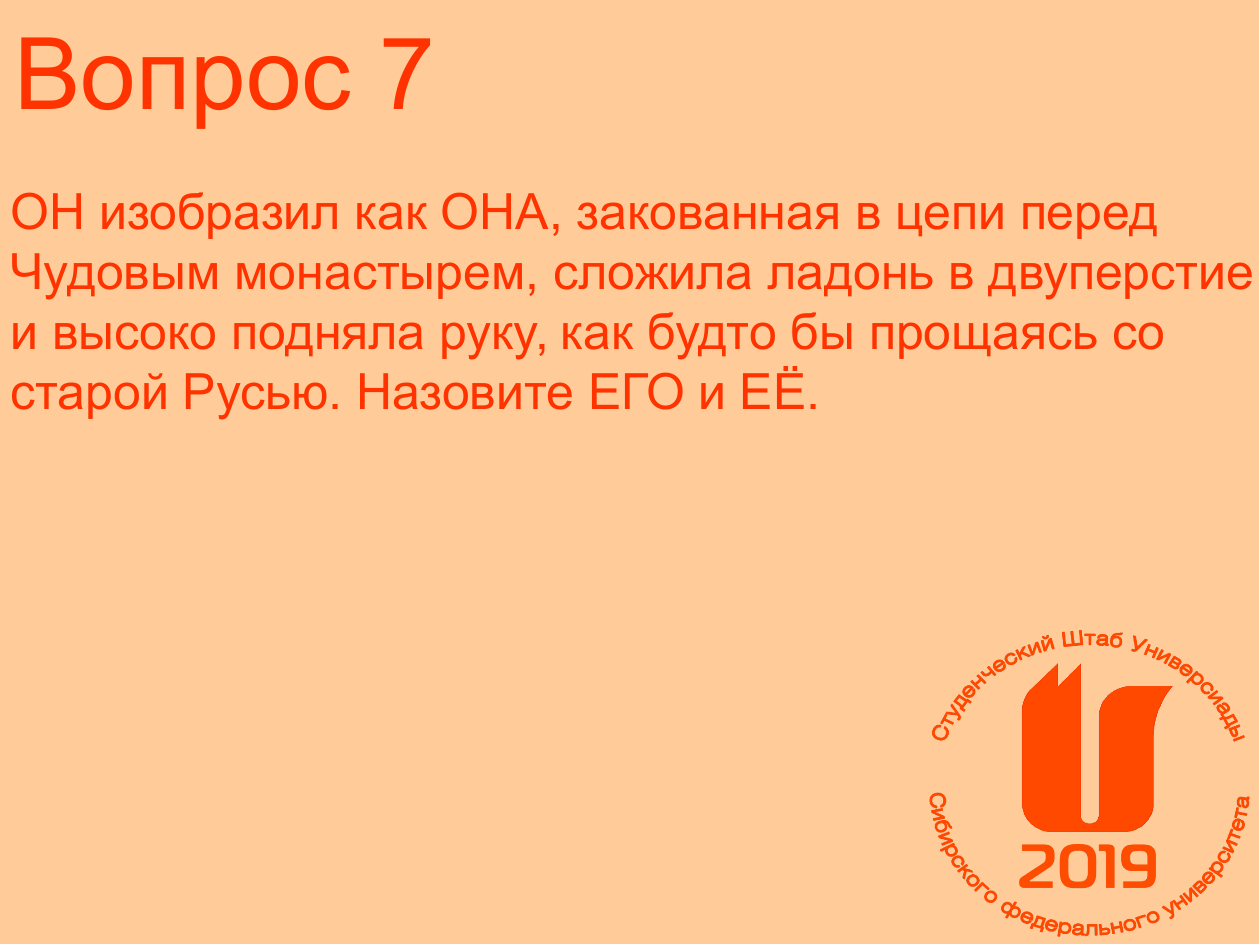 Вопрос 7
ОН изобразил как ОНА, закованная в цепи перед
Чудовым монастырем, сложила ладонь в двуперстие
и высоко подняла руку, как будто бы прощаясь со
старой Русью. Назовите ЕГО и ЕЁ.
Студенческий Штаб Универсиады
2019
Сибирского федерального университета